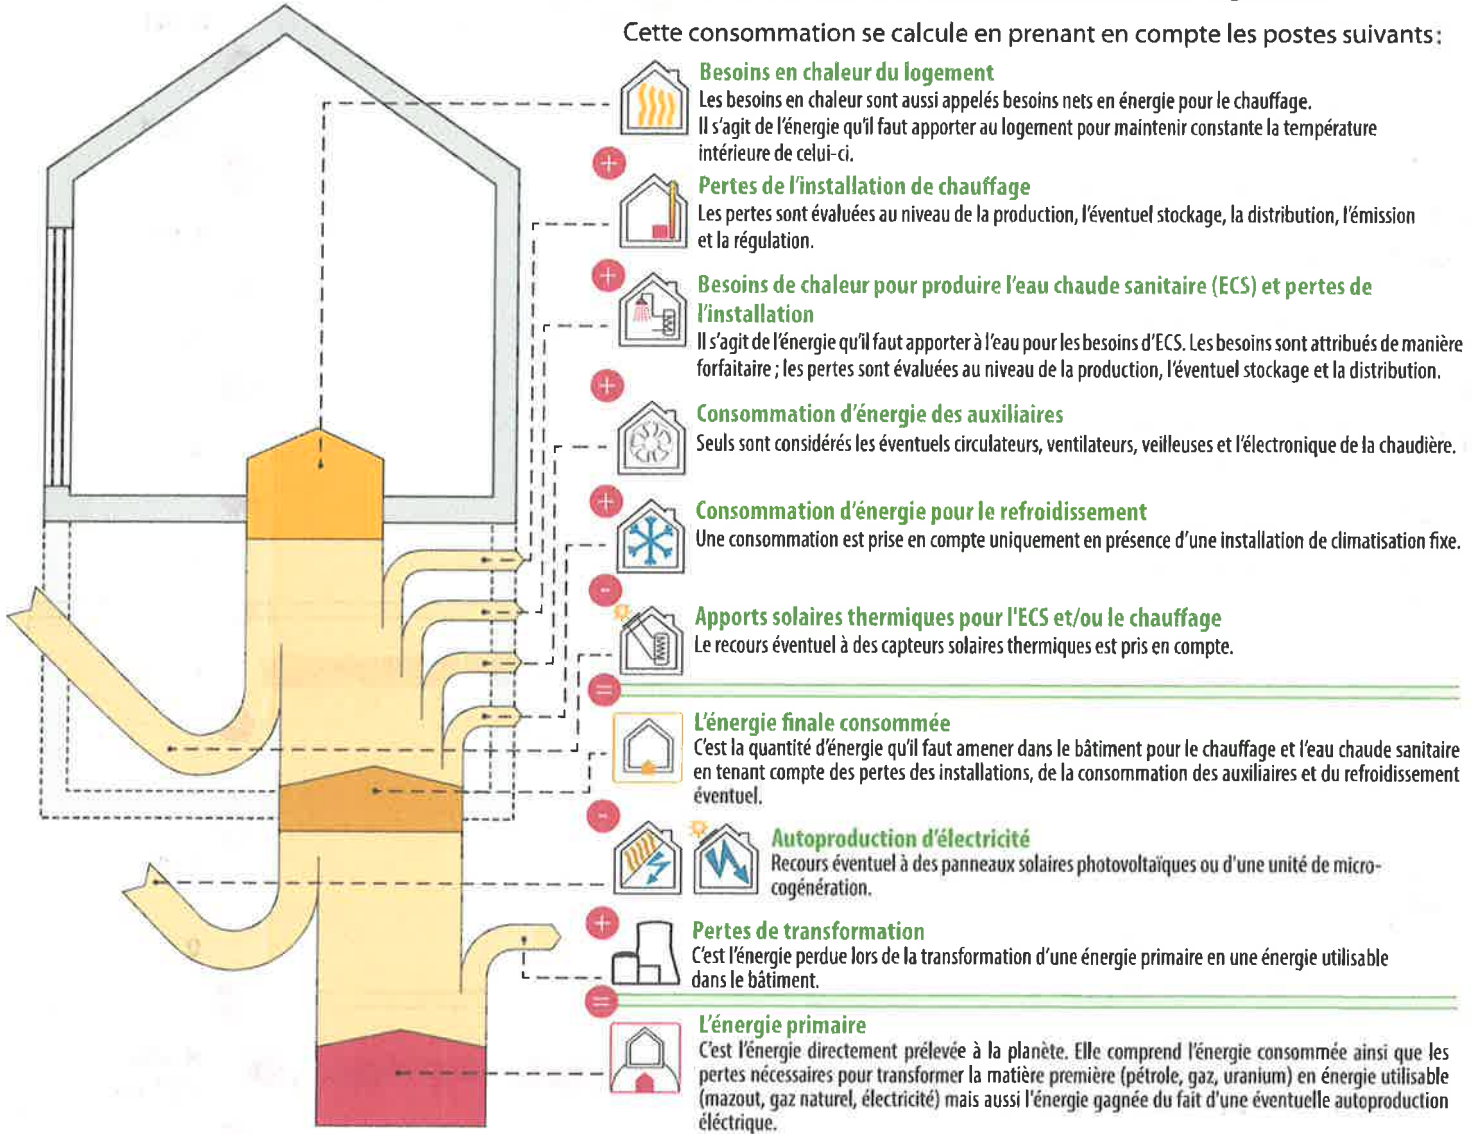 Cette consommation se calcule en prenant en compte les postes suivants:
Besoins en chaleur du logement
Les besoins en chaleur sont aussi appelés besoins nets en énergie pour le chauffage.
Il s'agit de l'énergie qu'il faut apporter au logement pour maintenir constante la température
intérieure de celui-ci.
+
Pertes de l'installation de chauffage
Les pertes sont évaluées au niveau de la production, l'éventuel stockage, la distribution, l'émission
et la régulation.
+
Besoins de chaleur pour produire l'eau chaude sanitaire (ECS) et pertes de
l'installation
Il s'agit de l'énergie qu'il faut apporter à l'eau pour les besoins d'ECS. Les besoins sont attribués de manière
forfaitaire ; les pertes sont évaluées au niveau de la production, l'éventuel stockage et la distribution.
+
Consommation d'énergie des auxiliaires
Seuls sont considérés les éventuels circulateurs, ventilateurs, veilleuses et l'électronique de la chaudière.
+
Consommation d'énergie pour le refroidissement
Une consommation est prise en compte uniquement en présence d'une installation de climatisation fixe.
-
Apports solaires thermiques pour l'ECS et/ou le chauffage
Le recours éventuel à des capteurs solaires thermiques est pris en compte.
=
L'énergie finale consommée
C'est la quantité d'énergie qu'il faut amener dans le bâtiment pour le chauffage et l'eau chaude sanitaire
en tenant compte des pertes des installations, de la consommation des auxiliaires et du refroidissement
éventuel.
-
Autoproduction d'électricité
Recours éventuel à des panneaux solaires photovoltaïques ou d'une unité de micro-
cogénération.
+
Pertes de transformation
C'est l'énergie perdue lors de la transformation d'une énergie primaire en une énergie utilisable
dans le bâtiment.
=
L'énergie primaire
C'est l'énergie directement prélevée à la planète. Elle comprend l'énergie consommée ainsi que les
pertes nécessaires pour transformer la matière première (pétrole, gaz, uranium) en énergie utilisable
(mazout, gaz naturel, électricité) mais aussi l'énergie gagnée du fait d'une éventuelle autoproduction
éléctrique.